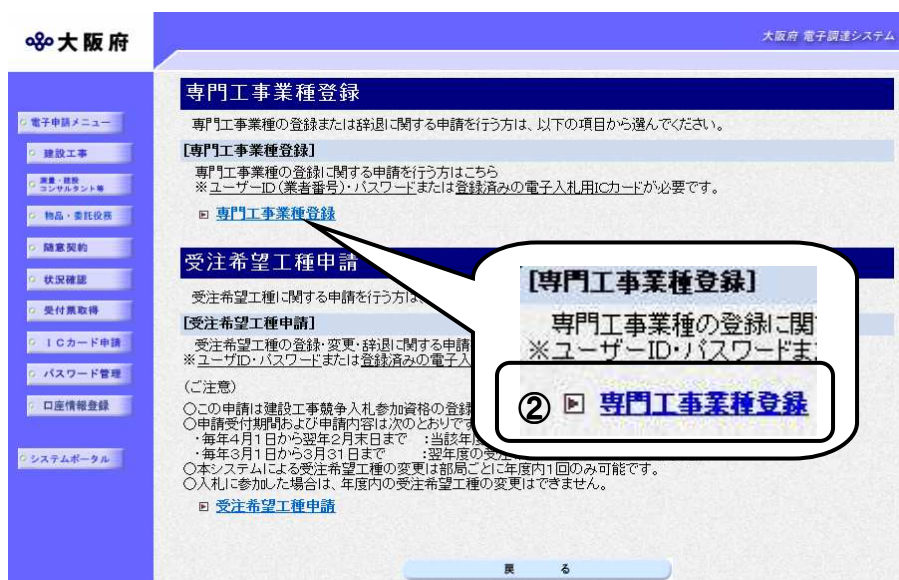 大阪府
大阪府 電子調達システム
電子申請メニュー
建設工事
測量・建設
コンサルタント等
物品・委託役務
随意契約
状況確認
受付票取得
ICカード申請
パスワード管理
口座情報登録
システムポータル
専門工事業種登録
専門工事業種の登録または辞退に関する申請を行う方は、以下の項目から選んでください。
[専門工事業種登録]
専門工事業種の登録に関する申請を行う方はこちら
※ユーザーID(業者番号)・パスワードまたは登録済みの電子入札用ICカードが必要です。
専門工事業種登録
受注希望工種申請
受注希望工種に関する申請を行う方は
[受注希望工種申請]
受注希望工種の登録・変更・辞退に関する申請
※ユーザID・パスワードまたは登録済みの電子入
(ご注意)
○この申請は建設工事競争入札参加資格の登録
○申請受付期間および申請内容は次のとおりです
・毎年4月1日から翌年2月末日まで :当該年度
・毎年3月1日から3月31日まで :翌年度の受注
○本システムによる受注希望工種の変更は部局ごとに年度内1回のみ可能です。
○入札に参加した場合は、年度内の受注希望工種の変更はできません。
受注希望工種申請
戻 る
[専門工事業種登録]
専門工事業種の登録に関
※ユーザーID・パスワードま
② 専門工事業種登録